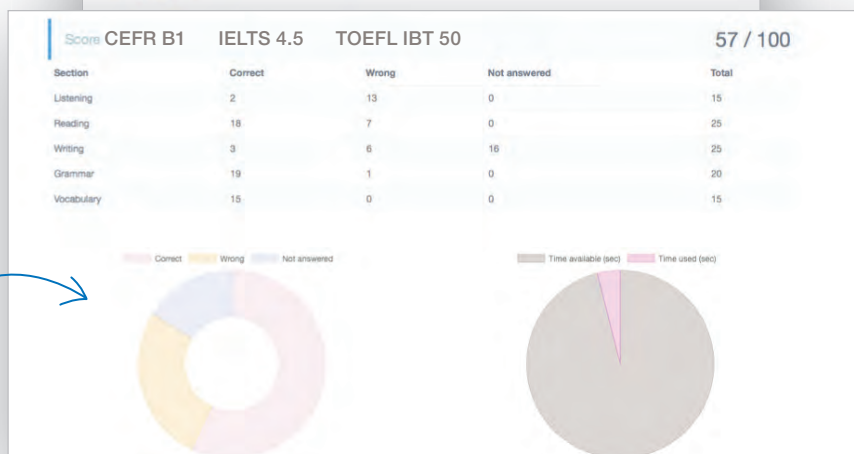 Score CEFR B1 IELTS 4.5 TOEFL IBT 50 57 / 100
Section Correct Wrong Not answered Total
Listening 2 13 0 15
Reading 18 7 0 25
Writing 3 6 16 25
Grammar 19 1 0 20
Vocabulary 15 0 0 15
Correct Wrong Not answered Time available (sec) Time used (sec)